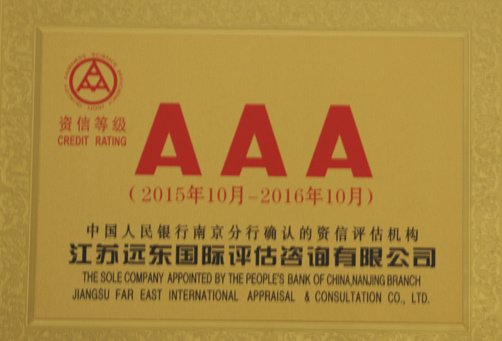 资信等级
CREDIT RATING
AAA
(2015年10月-2016年10月)
中国人民银行南京分行确认的资信评估机构
江苏远东国际评估咨询有限公司
THE SOLE COMPANY APPOINTED BY THE PEOPLE'S BANK OF CHINA,NANJING BRANCH
JIANGSU FAR EAST INTERNATIONAL APPRAISAL & CONSULTATION CO., LTD.